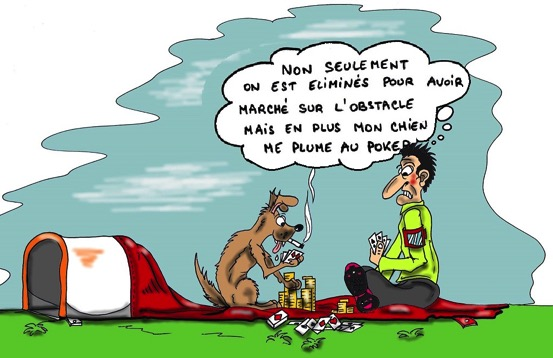 NON SEULEMENT
ON EST ELIMINÉS POUR AVOIR
MARCHÉ SUR L'OBSTACLE
MAIS EN PLUS MON CHIEN
ME PLUME AU POKER